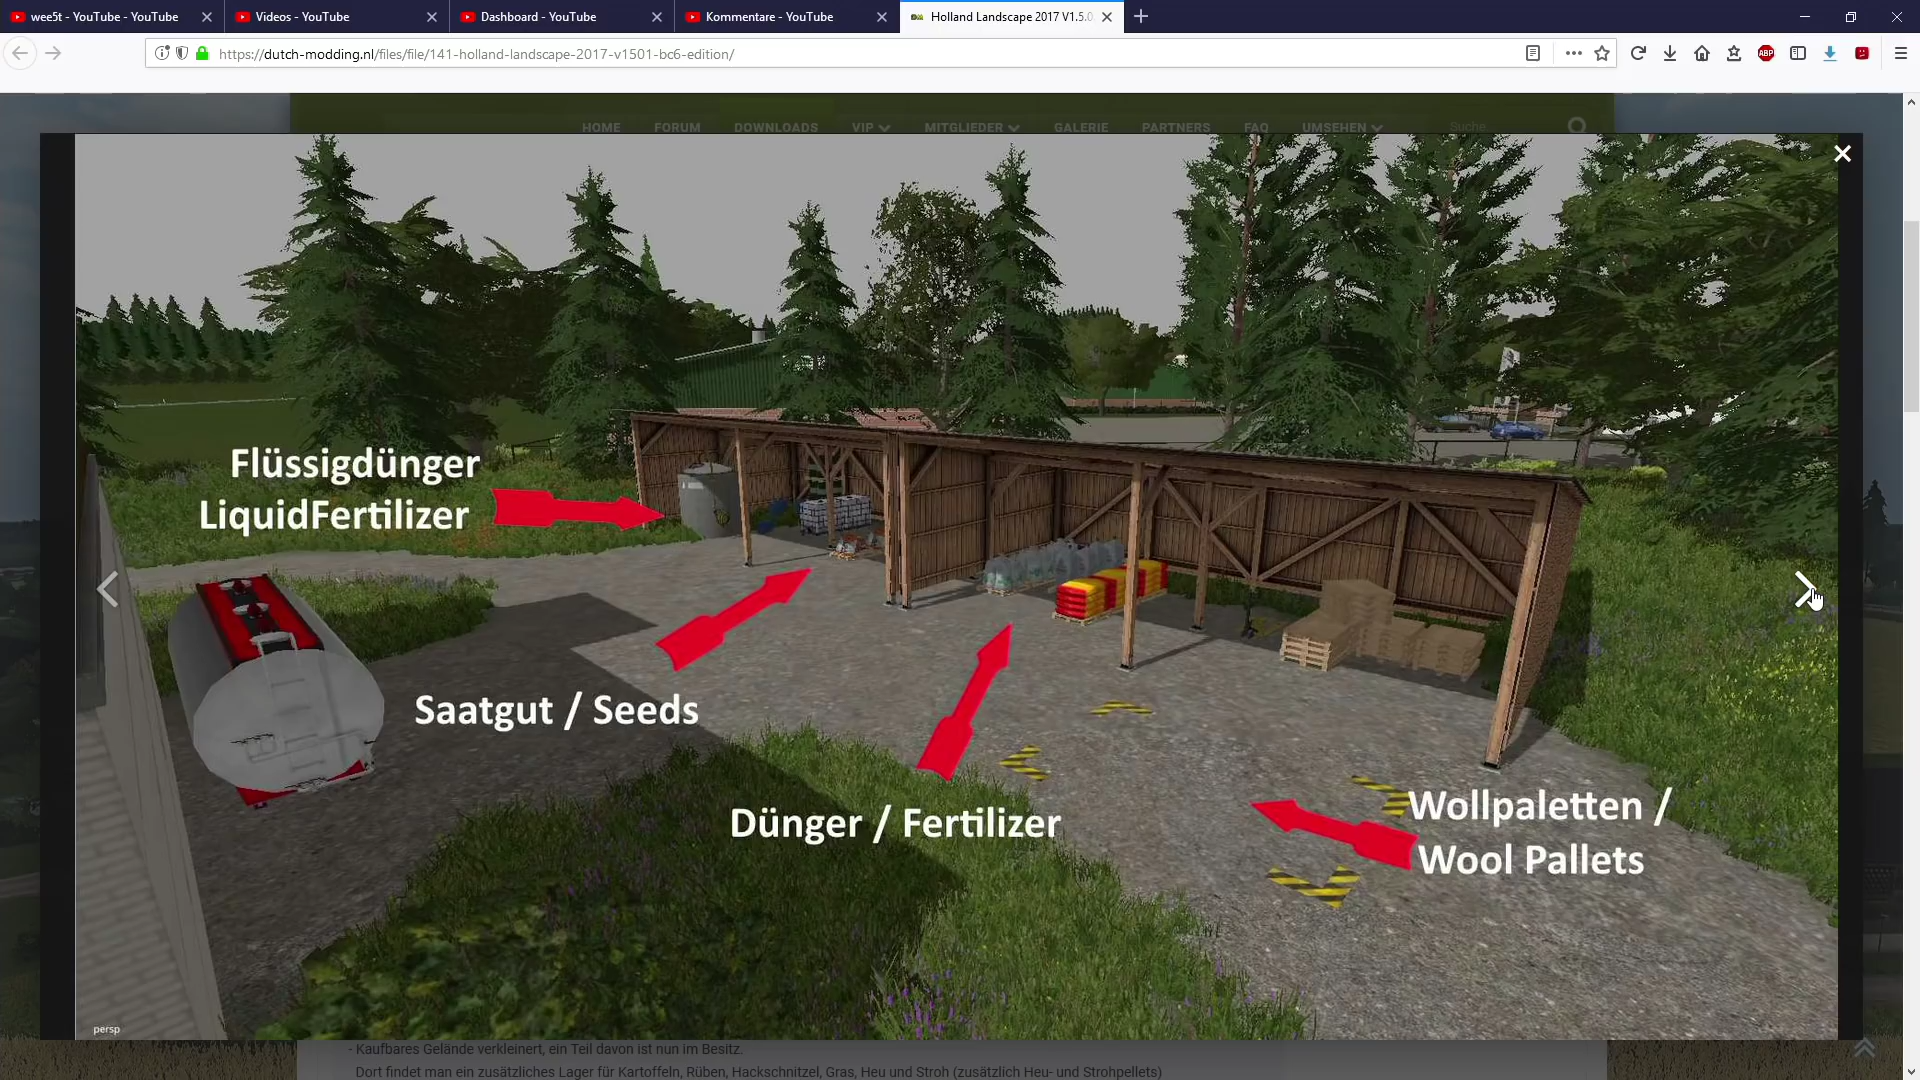 wee5t - YouTube - YouTube
Videos - YouTube
Dashboard - YouTube
Kommentare - YouTube
Holland Landscape 2017 V1.5.0.
https://dutch-modding.nl/files/file/141-holland-landscape-2017-v1501-bc6-edition/
ABP
HOME FORUM DOWNLOADS VIP MITGLIEDER GALERIE PARTNERS FAQ UMSEHEN Suche
Flüssigdünger
LiquidFertilizer
Saatgut / Seeds
Dünger / Fertilizer
Wollpaletten /
Wool Pallets
persp
- Kaufbares Gelände verkleinert, ein Teil davon ist nun im Besitz.
Dort findet man ein zusätzliches Lager für Kartoffeln, Rüben, Hackschnitzel, Gras, Heu und Stroh (zusätzlich Heu- und Strohpellets)